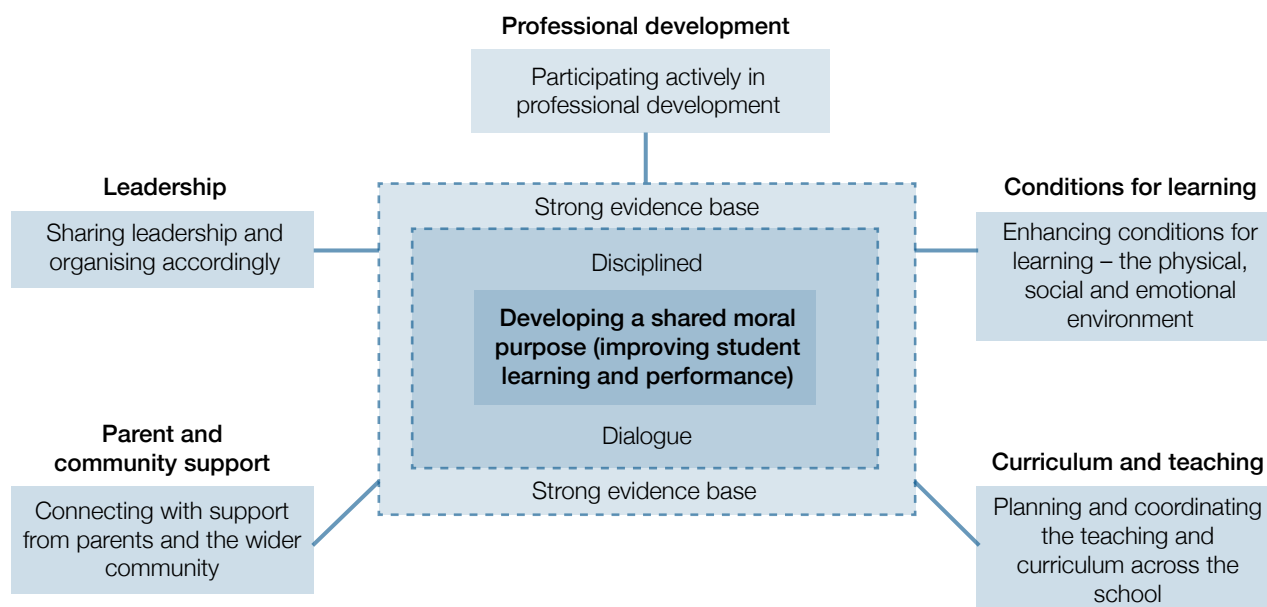 Professional development
Participating actively in
professional development
Leadership
Sharing leadership and
organising accordingly
Conditions for learning
Enhancing conditions for
learning – the physical,
social and emotional
environment
Strong evidence base
Disciplined
Developing a shared moral
purpose (improving student
learning and performance)
Dialogue
Strong evidence base
Parent and
community support
Connecting with support
from parents and the wider
community
Curriculum and teaching
Planning and coordinating
the teaching and
curriculum across the
school